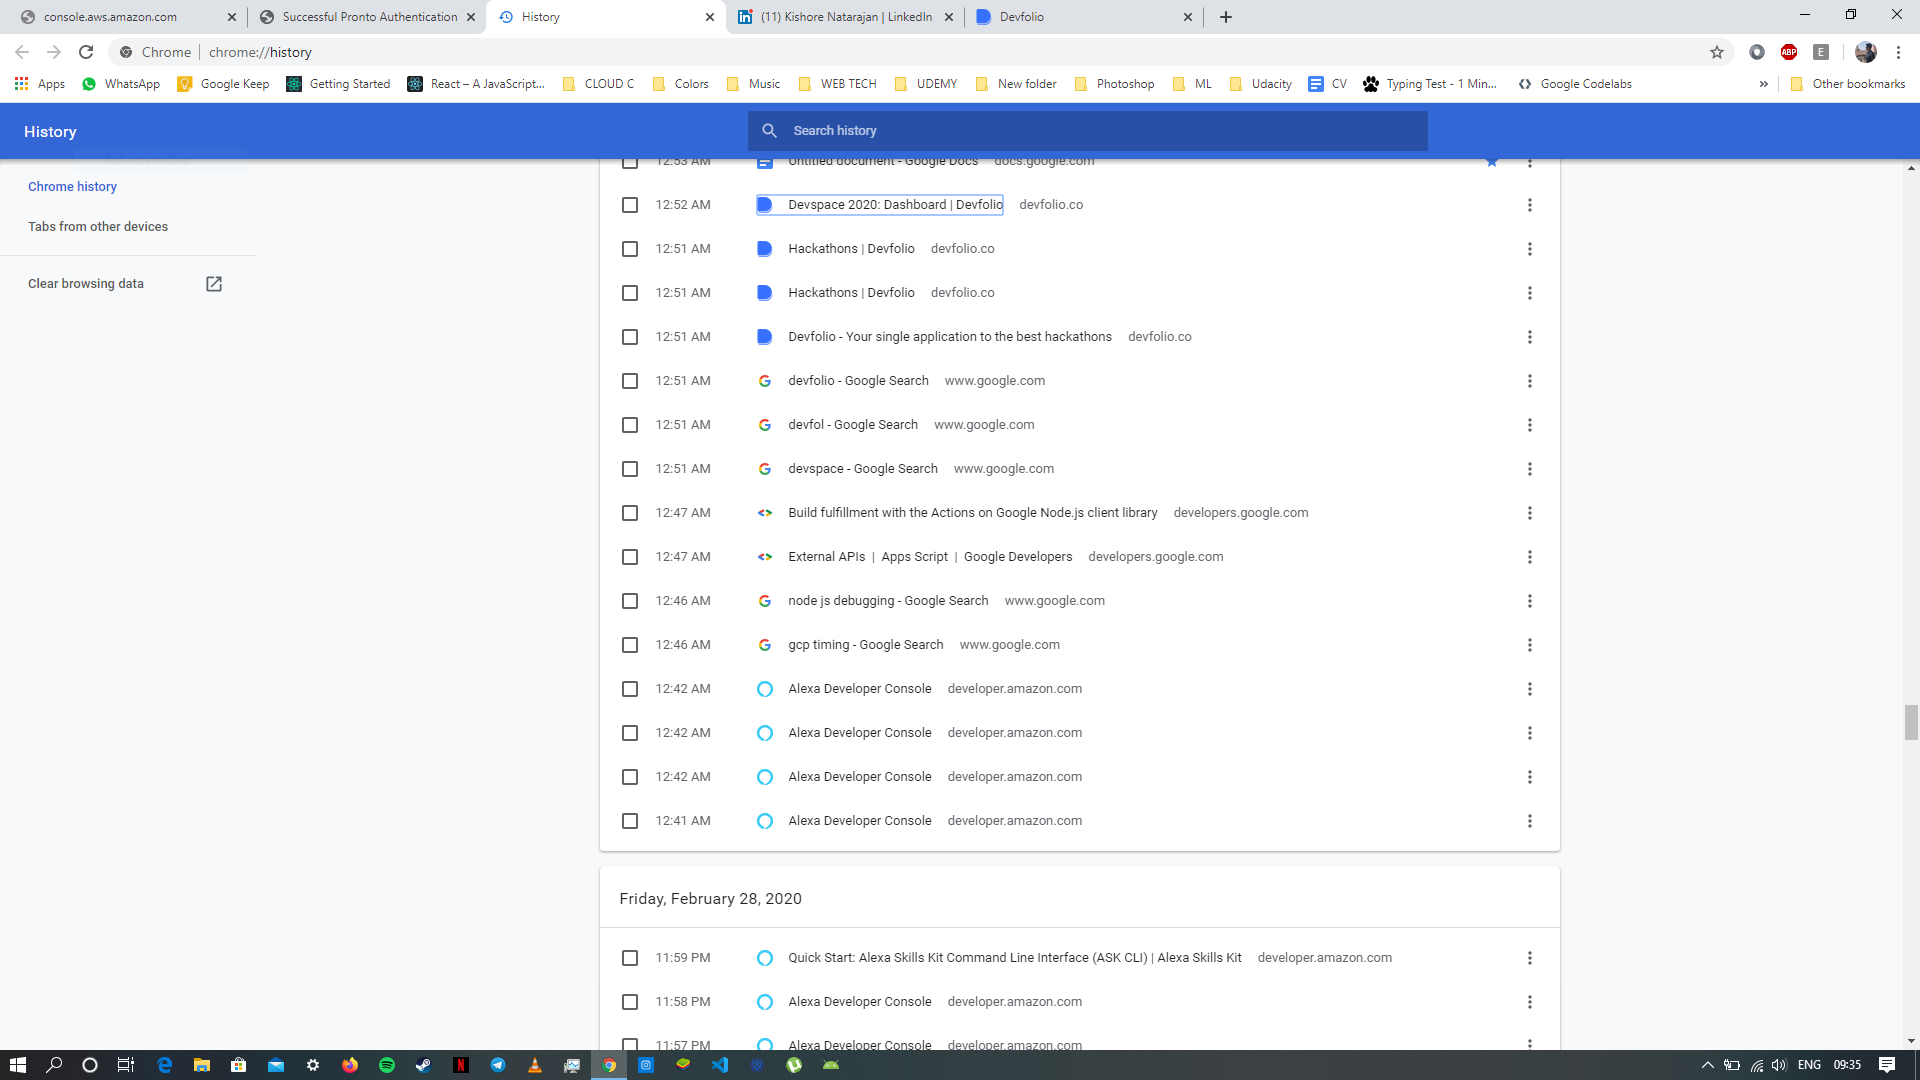 console.aws.amazon.com
Successful Pronto Authentication
History
(11) Kishore Natarajan | LinkedIn
Devfolio
Chrome
chrome://history
Apps
WhatsApp
Google Keep
Getting Started
React – A JavaScript...
CLOUD C
Colors
Music
WEB TECH
UDEMY
New folder
Photoshop
ML
Udacity
CV
Typing Test - 1 Min...
Google Codelabs
»
Other bookmarks
ABP
E
History
Search history
Chrome history
Tabs from other devices
Clear browsing data
12:53 AM Untitled document - Google Docs docs.google.com
12:52 AM Devspace 2020: Dashboard | Devfolio devfolio.co
12:51 AM Hackathons | Devfolio devfolio.co
12:51 AM Hackathons | Devfolio devfolio.co
12:51 AM Devfolio - Your single application to the best hackathons devfolio.co
12:51 AM devfolio - Google Search www.google.com
12:51 AM devfol - Google Search www.google.com
12:51 AM devspace - Google Search www.google.com
12:47 AM Build fulfillment with the Actions on Google Node.js client library developers.google.com
12:47 AM External APIs | Apps Script | Google Developers developers.google.com
12:46 AM node js debugging - Google Search www.google.com
12:46 AM gcp timing - Google Search www.google.com
12:42 AM Alexa Developer Console developer.amazon.com
12:42 AM Alexa Developer Console developer.amazon.com
12:42 AM Alexa Developer Console developer.amazon.com
12:41 AM Alexa Developer Console developer.amazon.com
Friday, February 28, 2020
11:59 PM Quick Start: Alexa Skills Kit Command Line Interface (ASK CLI) | Alexa Skills Kit developer.amazon.com
11:58 PM Alexa Developer Console developer.amazon.com
11:57 PM Alexa Developer Console developer.amazon.com
ENG
09:35